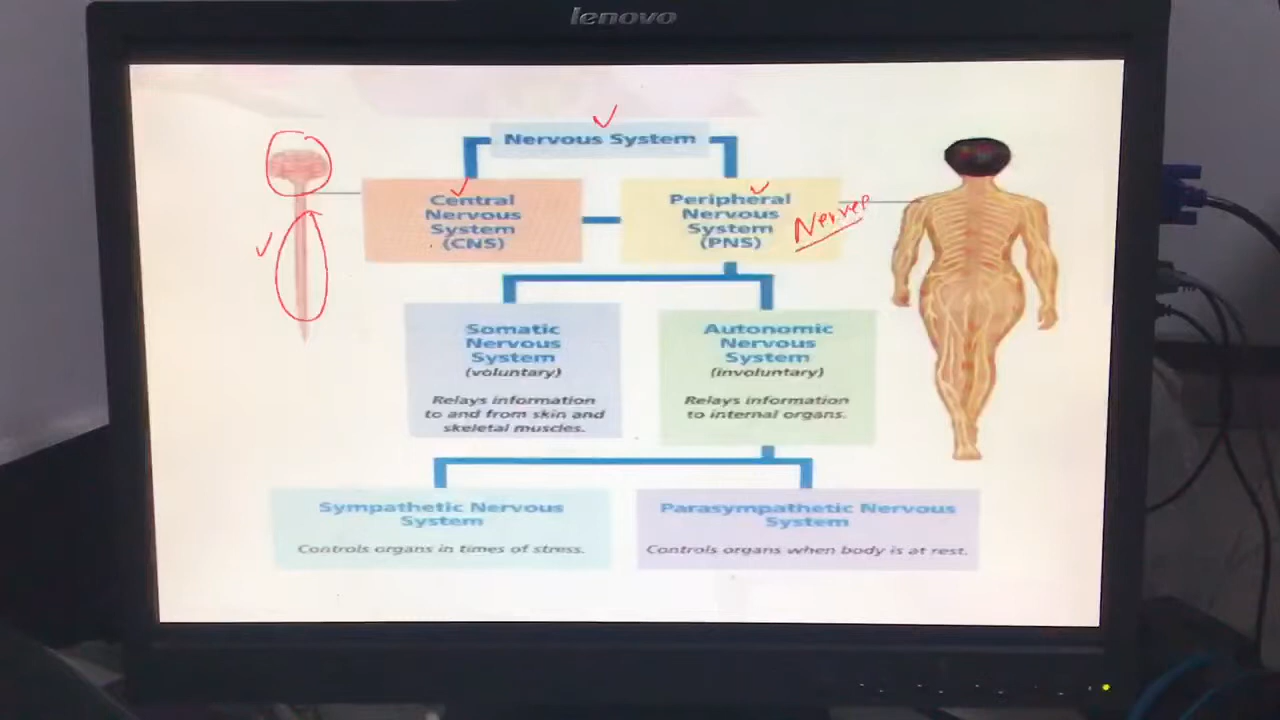 lenovo
Nervous System
Central
Nervous
System
(CNS)
Peripheral
Nervous
System
(PNS)
Nerves
Somatic
Nervous
System
(voluntary)
Relays information
to and from skin and
skeletal muscles.
Autonomic
Nervous
System
(involuntary)
Relays information
to internal organs.
Sympathetic Nervous
System
Controls organs in times of stress.
Parasympathetic Nervous
System
Controls organs when body is at rest.